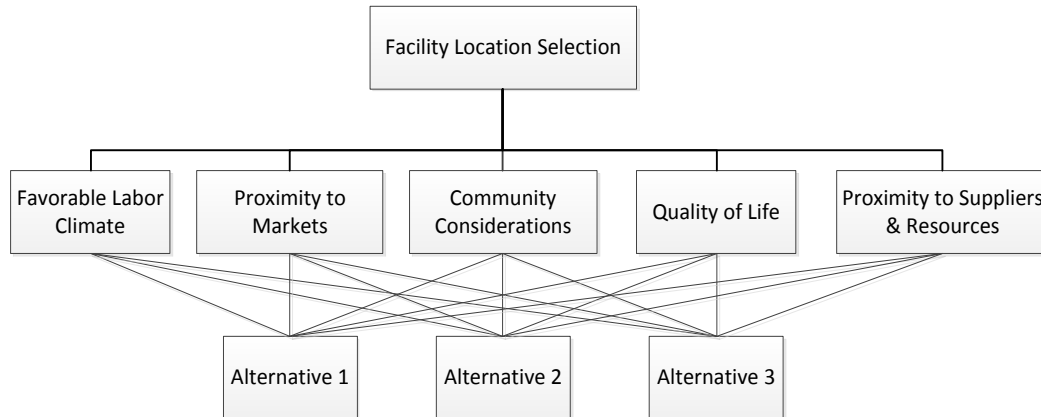 Facility Location Selection
Favorable Labor
Climate
Proximity to
Markets
Community
Considerations
Quality of Life
Proximity to Suppliers
& Resources
Alternative 1
Alternative 2
Alternative 3